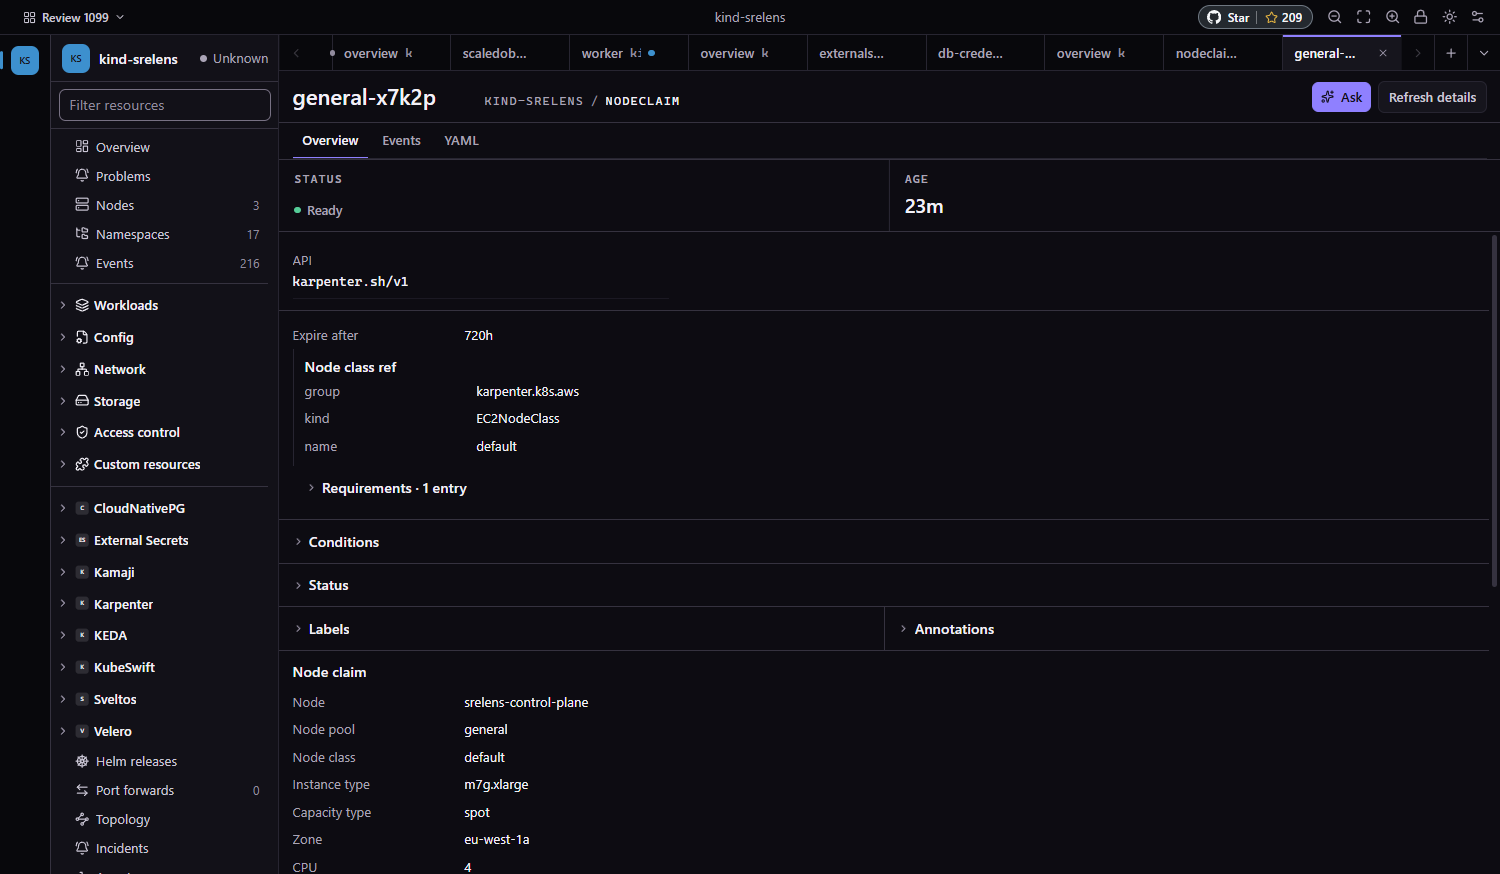 Review 1099
kind-srelens
Star 209
KS
KS kind-srelens Unknown
overview k
scaledob...
worker
overview k
externals...
db-crede...
overview k
nodeclai...
general-...
Filter resources
Overview
Problems
Nodes 3
Namespaces 17
Events 216
Workloads
Config
Network
Storage
Access control
Custom resources
C CloudNativePG
ES External Secrets
K Kamaji
K Karpenter
K KEDA
K KubeSwift
S Sveltos
V Velero
Helm releases
Port forwards 0
Topology
Incidents
general-x7k2p KIND-SRELENS / NODECLAIM
Ask Refresh details
Overview Events YAML
STATUS
Ready
AGE
23m
API
karpenter.sh/v1
Expire after 720h
Node class ref
group karpenter.k8s.aws
kind EC2NodeClass
name default
Requirements · 1 entry
Conditions
Status
Labels
Annotations
Node claim
Node srelens-control-plane
Node pool general
Node class default
Instance type m7g.xlarge
Capacity type spot
Zone eu-west-1a
CPU 4